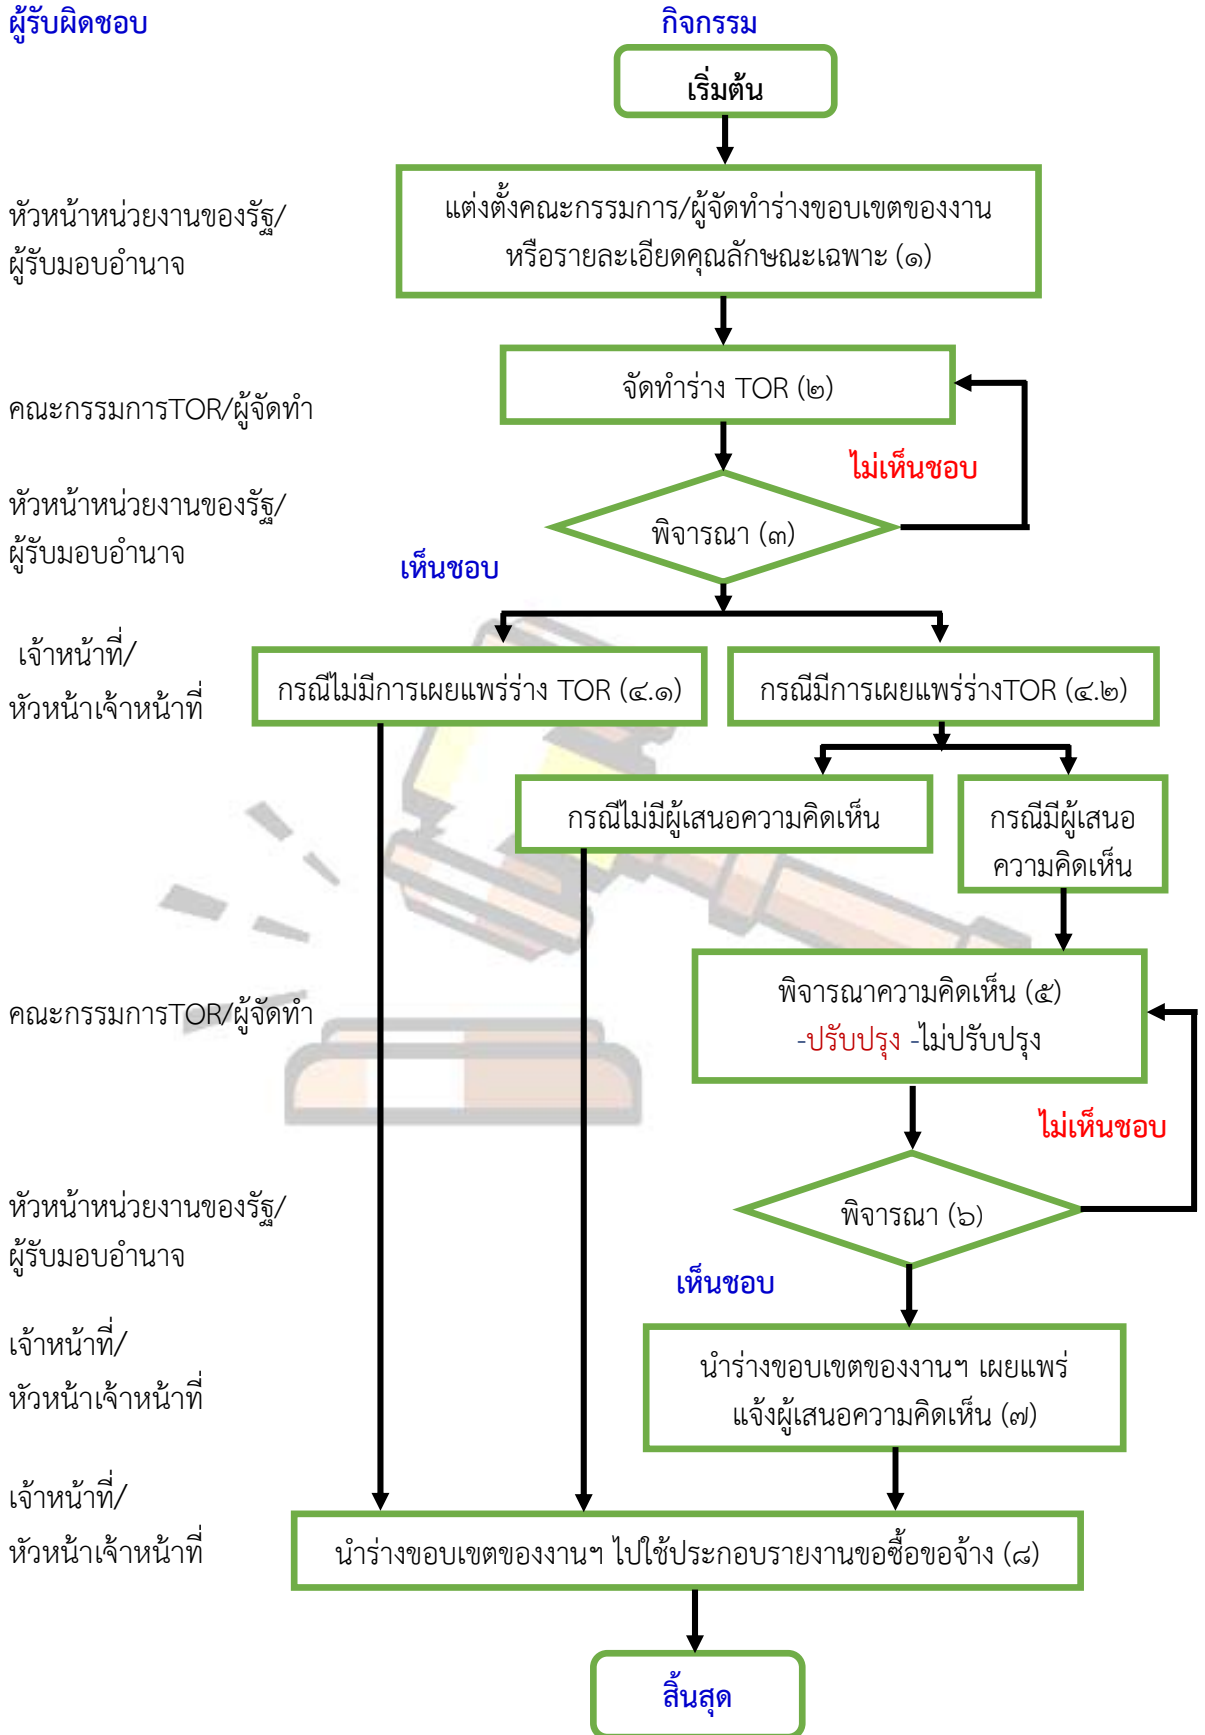 ผู้รับผิดชอบ
กิจกรรม
เริ่มต้น
หัวหน้าหน่วยงานของรัฐ/
ผู้รับมอบอำนาจ
แต่งตั้งคณะกรรมการ/ผู้จัดทำร่างขอบเขตของงาน
หรือรายละเอียดคุณลักษณะเฉพาะ (๑)
คณะกรรมการTOR/ผู้จัดทำ
จัดทำร่าง TOR (๒)
ไม่เห็นชอบ
หัวหน้าหน่วยงานของรัฐ/
ผู้รับมอบอำนาจ
พิจารณา (๓)
เห็นชอบ
เจ้าหน้าที่/
หัวหน้าเจ้าหน้าที่
กรณีไม่มีการเผยแพร่ร่าง TOR (๔.๑)
กรณีมีการเผยแพร่ร่างTOR (๔.๒)
กรณีไม่มีผู้เสนอความคิดเห็น
กรณีมีผู้เสนอ
ความคิดเห็น
คณะกรรมการTOR/ผู้จัดทำ
พิจารณาความคิดเห็น (๕)
-ปรับปรุง -ไม่ปรับปรุง
ไม่เห็นชอบ
หัวหน้าหน่วยงานของรัฐ/
ผู้รับมอบอำนาจ
พิจารณา (๖)
เห็นชอบ
เจ้าหน้าที่/
หัวหน้าเจ้าหน้าที่
นำร่างขอบเขตของงานฯ เผยแพร่
แจ้งผู้เสนอความคิดเห็น (๗)
เจ้าหน้าที่/
หัวหน้าเจ้าหน้าที่
นำร่างขอบเขตของงานฯ ไปใช้ประกอบรายงานขอซื้อขอจ้าง (๘)
สิ้นสุด